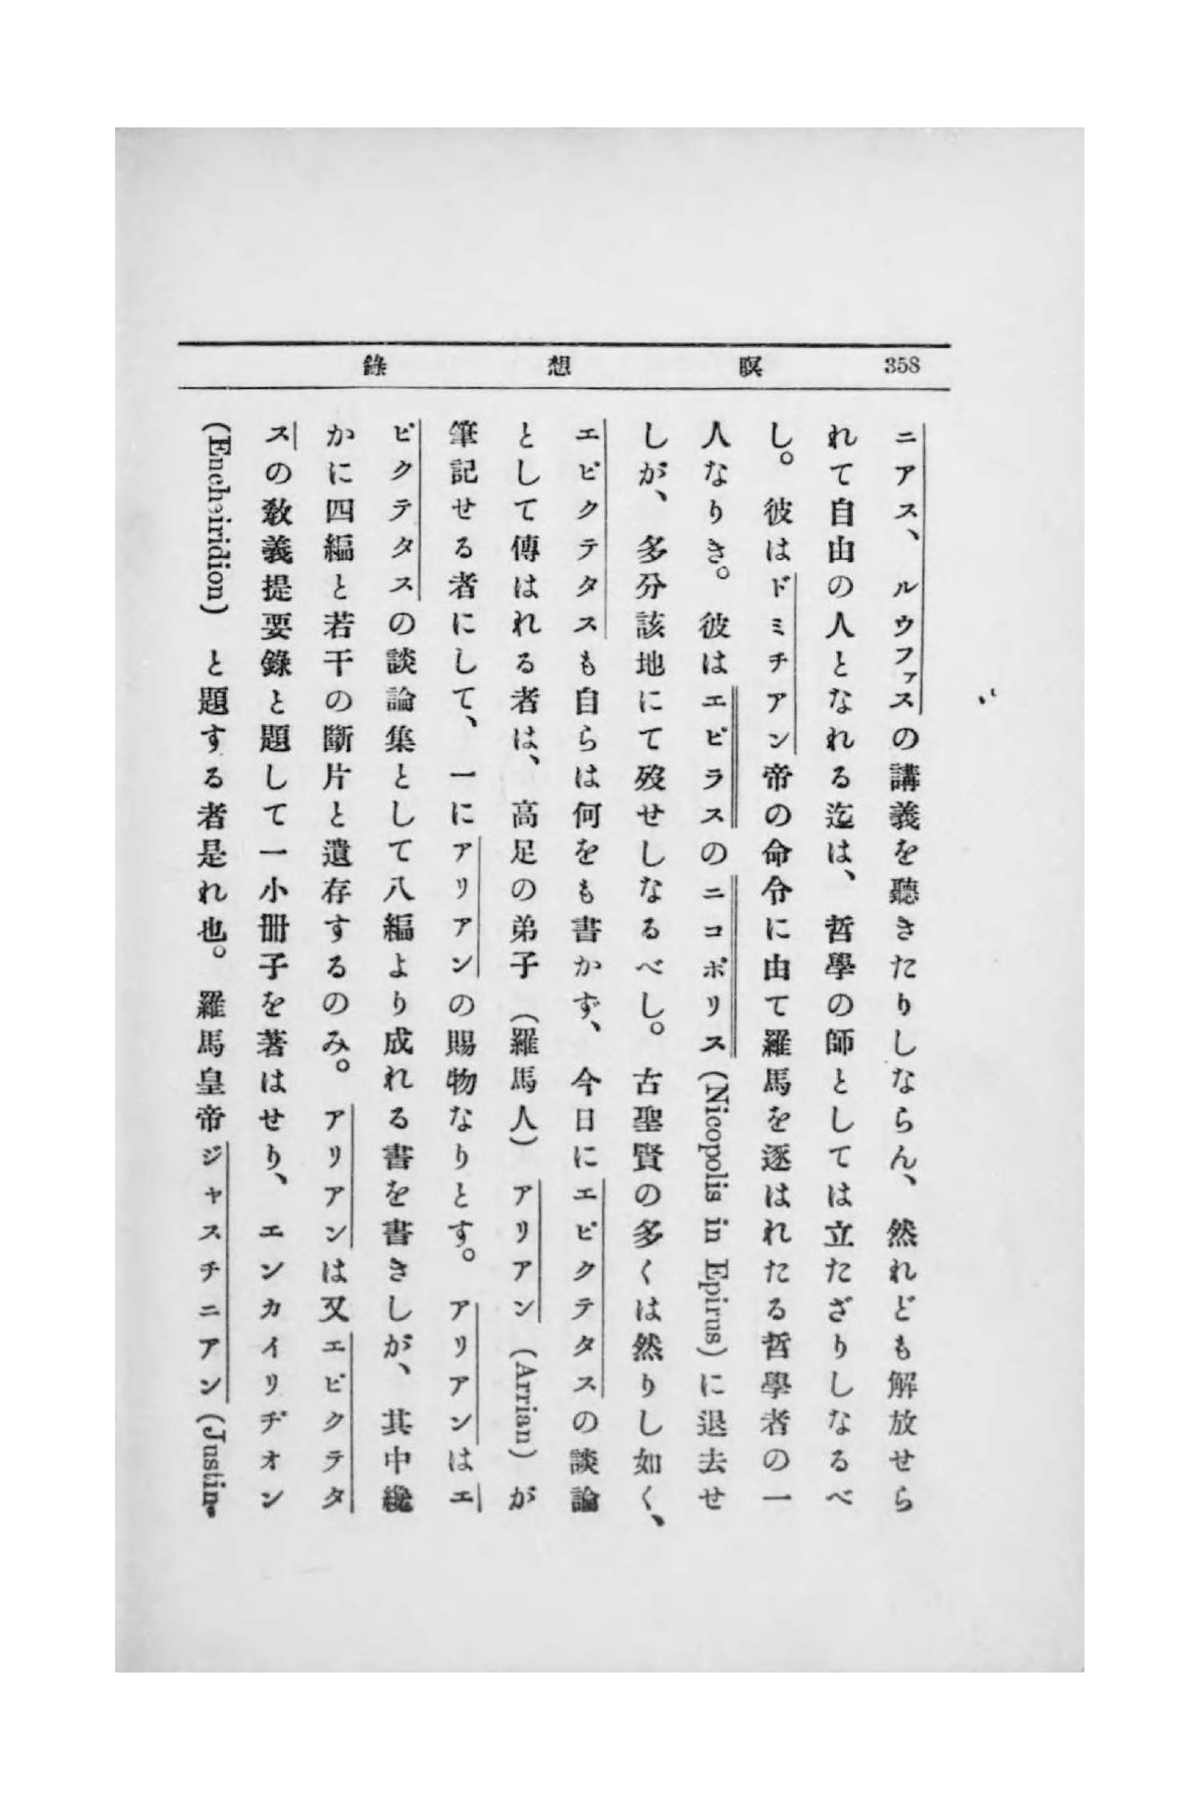 358 瞑想錄
ニアス、ルウファスの講義を聽きたりしならん、然れども解放せら
れて自由の人となれる迄は、哲學の師としては立たざりしなるべ
し。彼はドミチアン帝の命令に由て羅馬を逐はれたる哲學者の一
人なりき。彼はエピラスのニコポリス(Nicopolis in Epirus)に退去せ
しが、多分該地にて歿せしなるべし。古聖賢の多くは然りし如く、
エピクテタスも自らは何をも書かず、今日にエピクテタスの談論
として傳はれる者は、高足の弟子(羅馬人)アリアン(Arrian)が
筆記せる者にして、一にアリアンの賜物なりとす。アリアンはエ
ピクテタスの談論集として八編より成れる書を書きしが、其中纔
かに四編と若干の斷片と遺存するのみ。アリアンは又エピクテタ
スの敎義提要錄と題して一小冊子を著はせり、エンカイリヂオン
(Encheiridion)と題する者是れ也。羅馬皇帝ジャスチニアン(Justin-